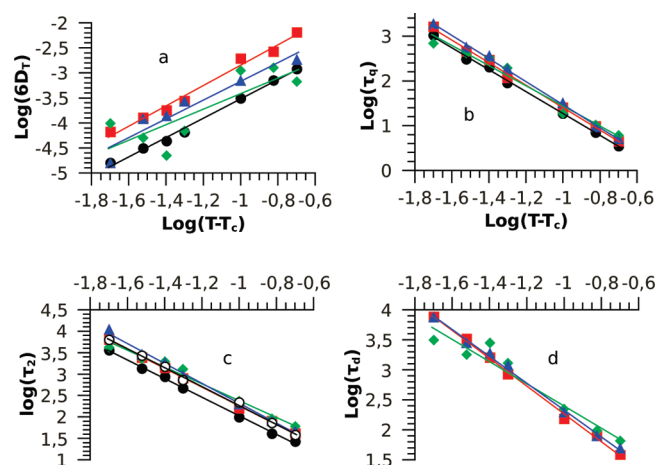 -2
-2,5
-3
-3,5
-4
-4,5
-5
Log(6D_T)
a
-1,8 -1,6 -1,4 -1,2 -1 -0,8 -0,6
Log(T-T_c)
3
2
1
0
Log(τ_q)
b
-1,8 -1,6 -1,4 -1,2 -1 -0,8 -0,6
Log(T-T_c)
-1,8 -1,6 -1,4 -1,2 -1 -0,8 -0,6
4,5
4
3,5
3
2,5
2
1,5
1
log(τ_2)
c
-1,8 -1,6 -1,4 -1,2 -1 -0,8 -0,6
4
3,5
3
2,5
2
1,5
Log(τ_d)
d